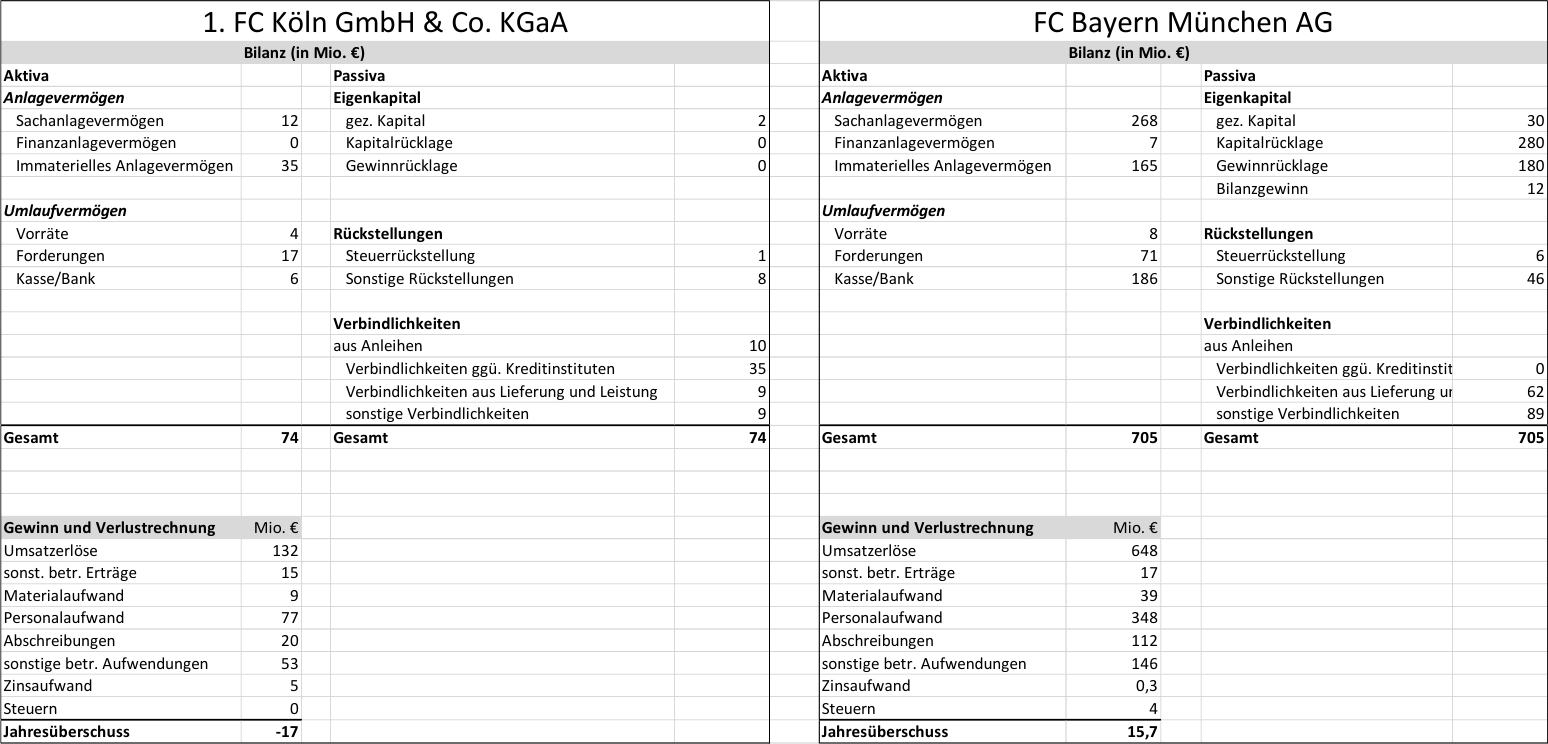 1. FC Köln GmbH & Co. KGaA
Bilanz (in Mio. €)
Aktiva Passiva
Anlagevermögen Eigenkapital
Sachanlagevermögen 12 gez. Kapital 2
Finanzanlagevermögen 0 Kapitalrücklage 0
Immaterielles Anlagevermögen 35 Gewinnrücklage 0
Umlaufvermögen
Vorräte 4 Rückstellungen
Forderungen 17 Steuerrückstellung 1
Kasse/Bank 6 Sonstige Rückstellungen 8
Verbindlichkeiten
aus Anleihen 10
Verbindlichkeiten ggü. Kreditinstituten 35
Verbindlichkeiten aus Lieferung und Leistung 9
sonstige Verbindlichkeiten 9
Gesamt 74 Gesamt 74
Gewinn und Verlustrechnung Mio. €
Umsatzerlöse 132
sonst. betr. Erträge 15
Materialaufwand 9
Personalaufwand 77
Abschreibungen 20
sonstige betr. Aufwendungen 53
Zinsaufwand 5
Steuern 0
Jahresüberschuss -17
FC Bayern München AG
Bilanz (in Mio. €)
Aktiva Passiva
Anlagevermögen Eigenkapital
Sachanlagevermögen 268 gez. Kapital 30
Finanzanlagevermögen 7 Kapitalrücklage 280
Immaterielles Anlagevermögen 165 Gewinnrücklage 180
Bilanzgewinn 12
Umlaufvermögen
Vorräte 8 Rückstellungen
Forderungen 71 Steuerrückstellung 6
Kasse/Bank 186 Sonstige Rückstellungen 46
Verbindlichkeiten
aus Anleihen
Verbindlichkeiten ggü. Kreditinstit 0
Verbindlichkeiten aus Lieferung ur 62
sonstige Verbindlichkeiten 89
Gesamt 705 Gesamt 705
Gewinn und Verlustrechnung Mio. €
Umsatzerlöse 648
sonst. betr. Erträge 17
Materialaufwand 39
Personalaufwand 348
Abschreibungen 112
sonstige betr. Aufwendungen 146
Zinsaufwand 0,3
Steuern 4
Jahresüberschuss 15,7